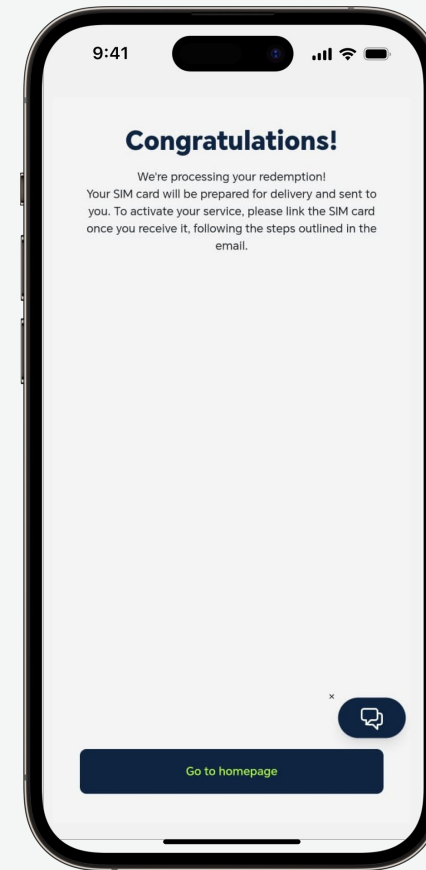 9:41
Congratulations!
We're processing your redemption!
Your SIM card will be prepared for delivery and sent to
you. To activate your service, please link the SIM card
once you receive it, following the steps outlined in the
email.
×
Go to homepage